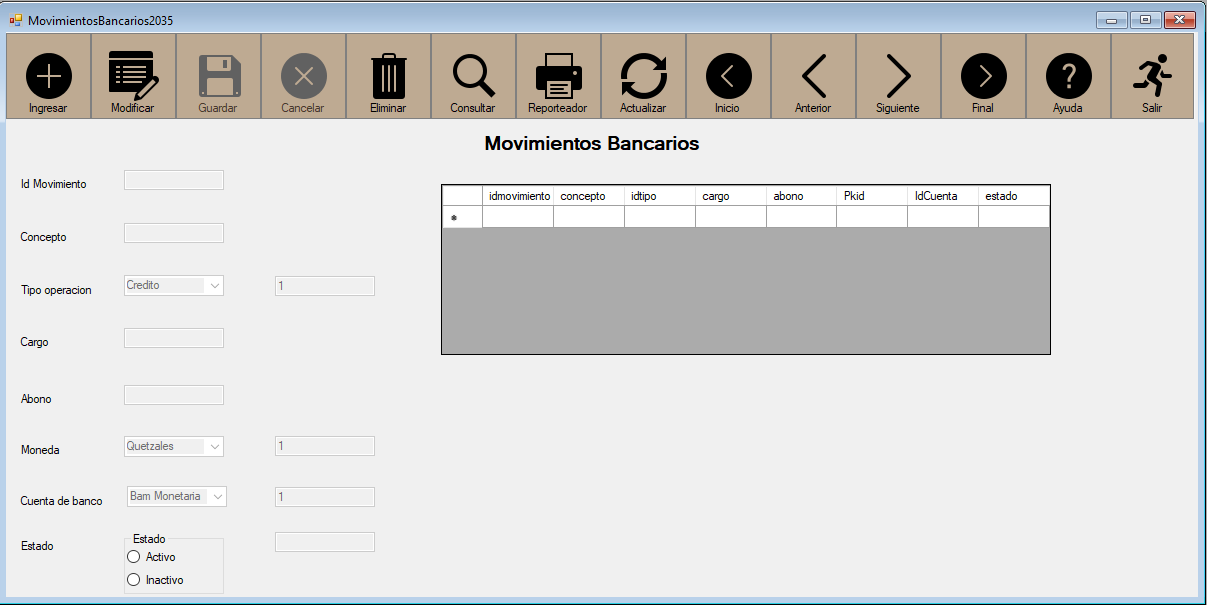 MovimientosBancarios2035
Ingresar Modificar Guardar Cancelar Eliminar Consultar Reporteador Actualizar Inicio Anterior Siguiente Final Ayuda Salir
Movimientos Bancarios
Id Movimiento
idmovimiento concepto idtipo cargo abono Pkid IdCuenta estado
*
Concepto
Tipo operacion Credito 1
Cargo
Abono
Moneda Quetzales 1
Cuenta de banco Bam Monetaria 1
Estado Estado
Activo
Inactivo